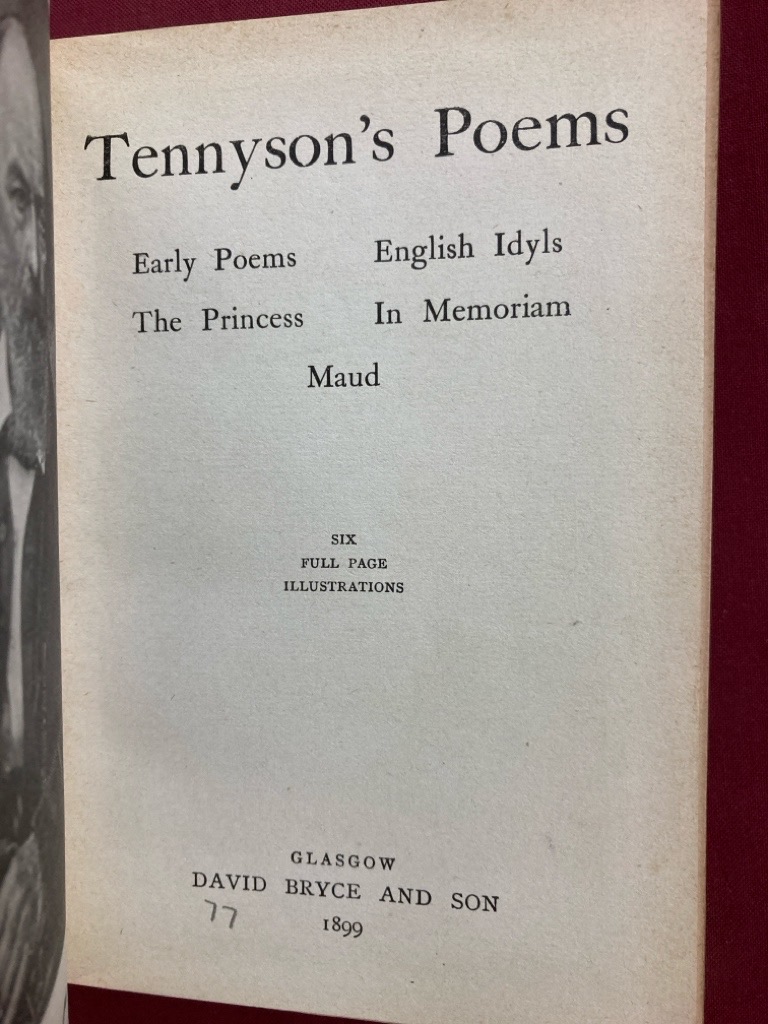 Tennyson's Poems
Early Poems English Idyls
The Princess In Memoriam
Maud
SIX
FULL PAGE
ILLUSTRATIONS
GLASGOW
DAVID BRYCE AND SON
77
1899